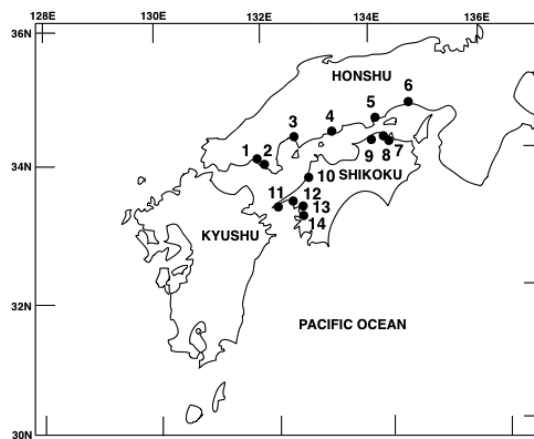 128E 130E 132E 134E 136E
36N
HONSHU
6
5
4
3
1 2
9 8 7
34N
10 SHIKOKU
11 12
13
14
KYUSHU
32N
PACIFIC OCEAN
30N